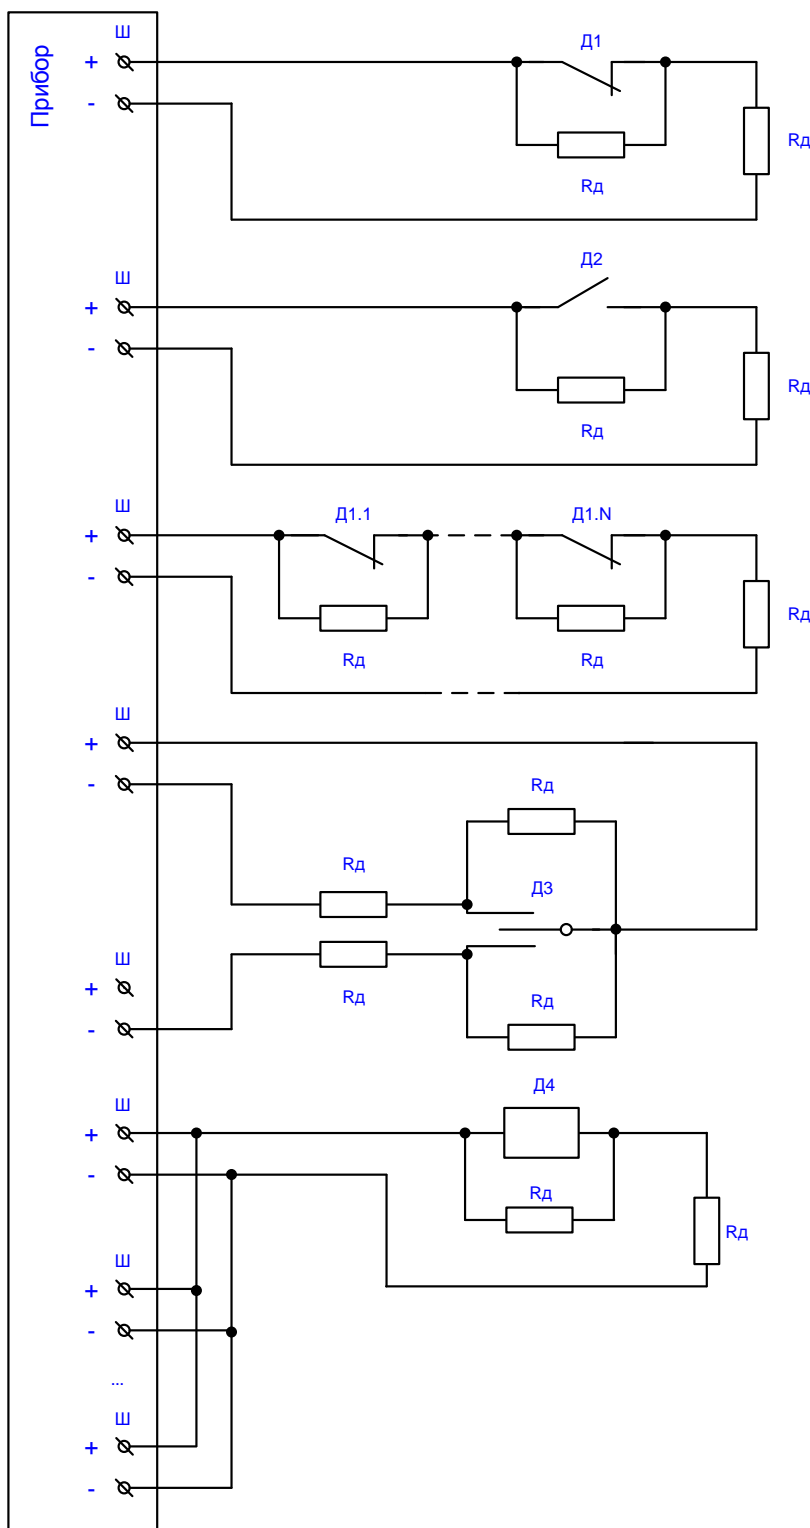 Прибор
Ш
+
-
Д1
Rд
Rд
Ш
+
-
Д2
Rд
Rд
Ш
+
-
Д1.1
Д1.N
Rд
Rд
Rд
Ш
+
-
Rд
Rд
Д3
Ш
+
-
Rд
Rд
Ш
+
-
Д4
Rд
Rд
Ш
+
-
...
Ш
+
-